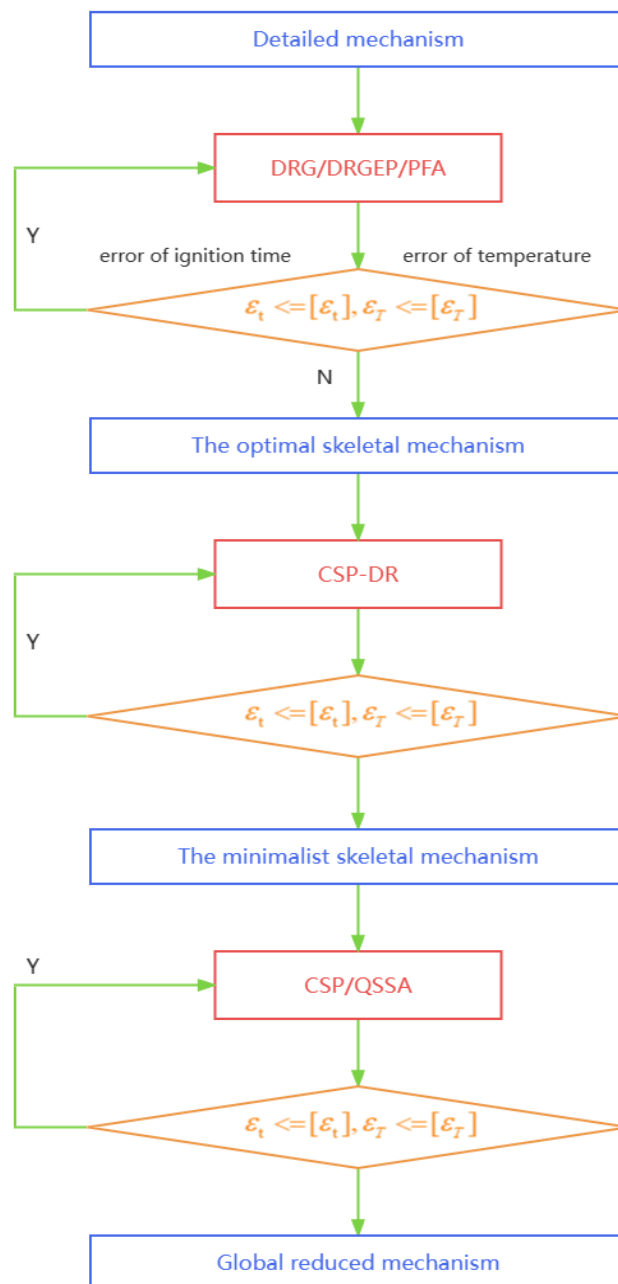 Detailed mechanism
DRG/DRGEP/PFA
Y
error of ignition time
error of temperature
ε_t <=[ε_t], ε_T <=[ε_T]
N
The optimal skeletal mechanism
CSP-DR
Y
ε_t <=[ε_t], ε_T <=[ε_T]
The minimalist skeletal mechanism
Y
CSP/QSSA
ε_t <=[ε_t], ε_T <=[ε_T]
Global reduced mechanism